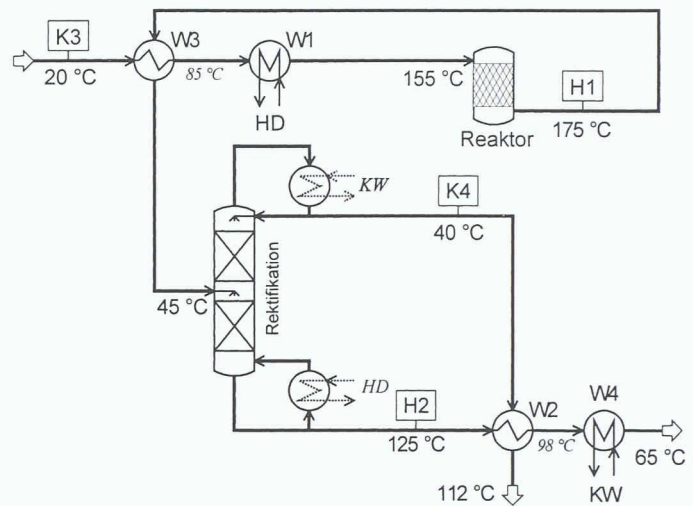 K3
W3
W1
20 °C
85 °C
HD
155 °C
Reaktor
H1
175 °C
KW
K4
40 °C
45 °C
Rektifikation
HD
H2
125 °C
W2
98 °C
W4
65 °C
112 °C
KW